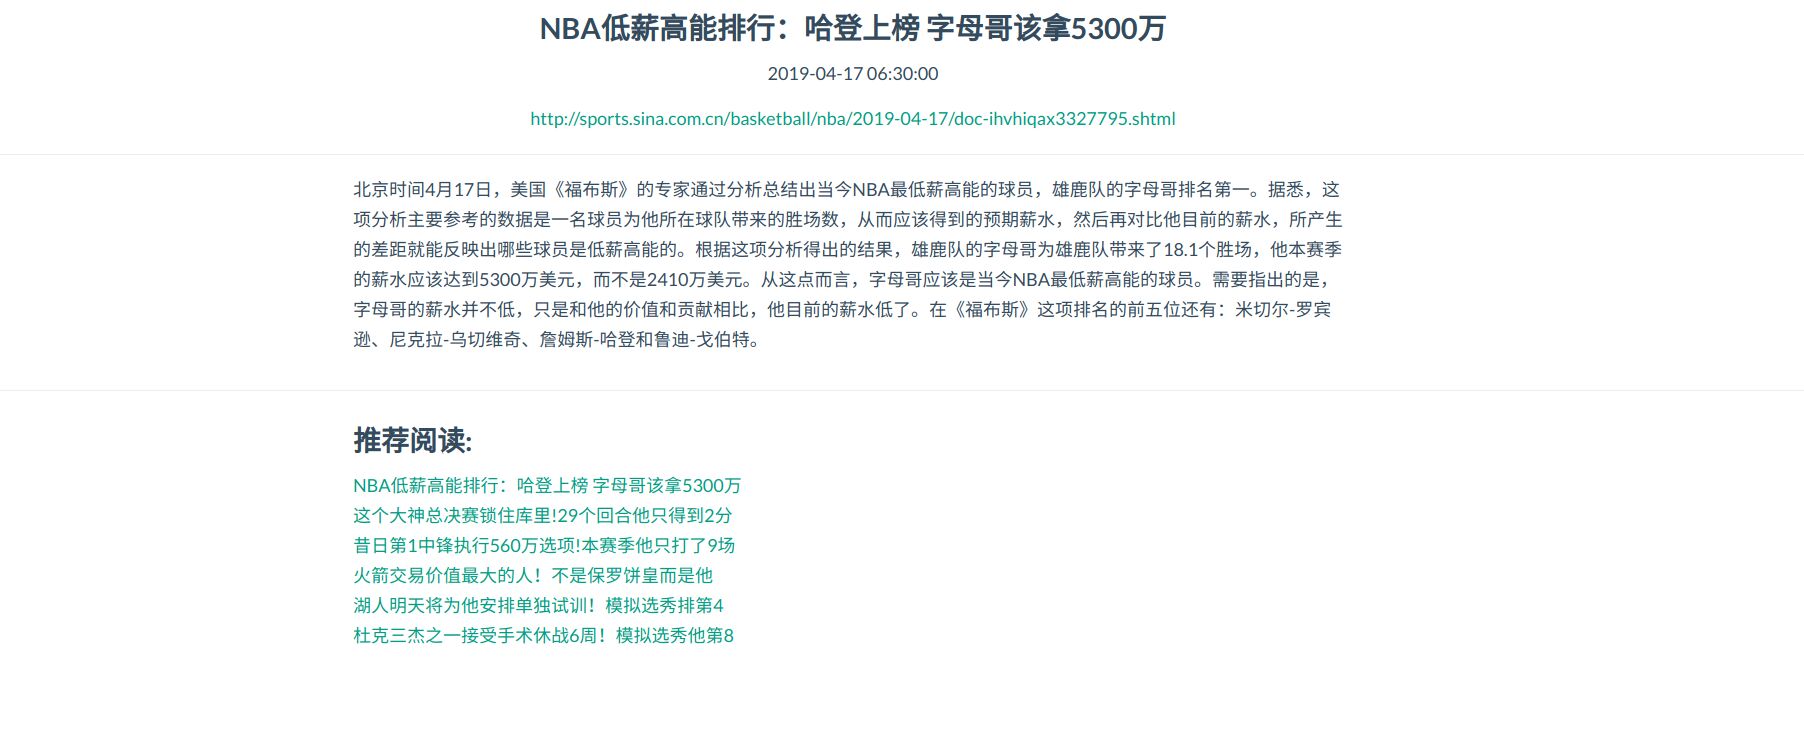 NBA低薪高能排行：哈登上榜 字母哥该拿5300万
2019-04-17 06:30:00
http://sports.sina.com.cn/basketball/nba/2019-04-17/doc-ihvhiqax3327795.shtml
北京时间4月17日，美国《福布斯》的专家通过分析总结出当今NBA最低薪高能的球员，雄鹿队的字母哥排名第一。据悉，这
项分析主要参考的数据是一名球员为他所在球队带来的胜场数，从而应该得到的预期薪水，然后再对比他目前的薪水，所产生
的差距就能反映出哪些球员是低薪高能的。根据这项分析得出的结果，雄鹿队的字母哥为雄鹿队带来了18.1个胜场，他本赛季
的薪水应该达到5300万美元，而不是2410万美元。从这点而言，字母哥应该是当今NBA最低薪高能的球员。需要指出的是，
字母哥的薪水并不低，只是和他的价值和贡献相比，他目前的薪水低了。在《福布斯》这项排名的前五位还有：米切尔-罗宾
逊、尼克拉-乌切维奇、詹姆斯-哈登和鲁迪-戈伯特。
推荐阅读:
NBA低薪高能排行：哈登上榜 字母哥该拿5300万
这个大神总决赛锁住库里!29个回合他只得到2分
昔日第1中锋执行560万选项!本赛季他只打了9场
火箭交易价值最大的人！不是保罗饼皇而是他
湖人明天将为他安排单独试训！模拟选秀排第4
杜克三杰之一接受手术休战6周！模拟选秀他第8